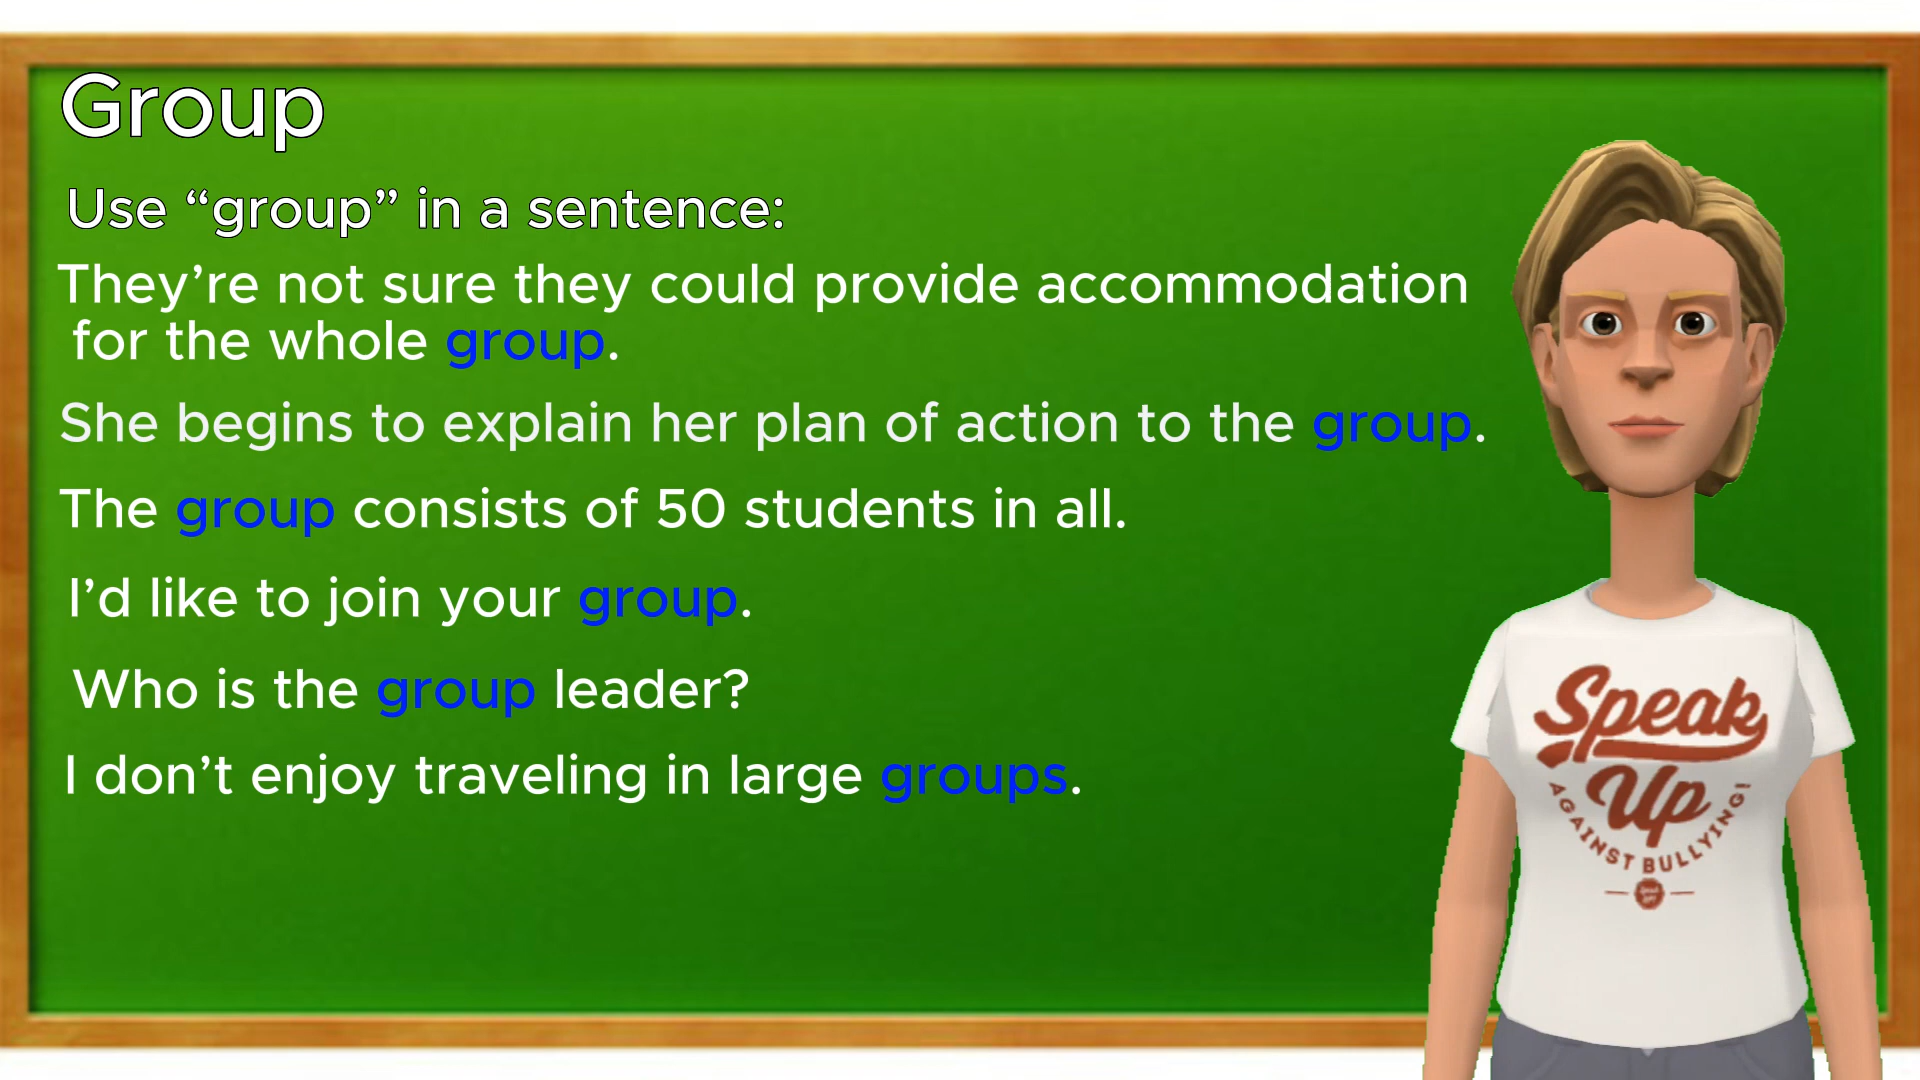 Group
Use “group” in a sentence:
They’re not sure they could provide accommodation
for the whole group.
She begins to explain her plan of action to the group.
The group consists of 50 students in all.
I’d like to join your group.
Who is the group leader?
I don’t enjoy traveling in large groups.
Speak
Up
AGAINST BULLYING!